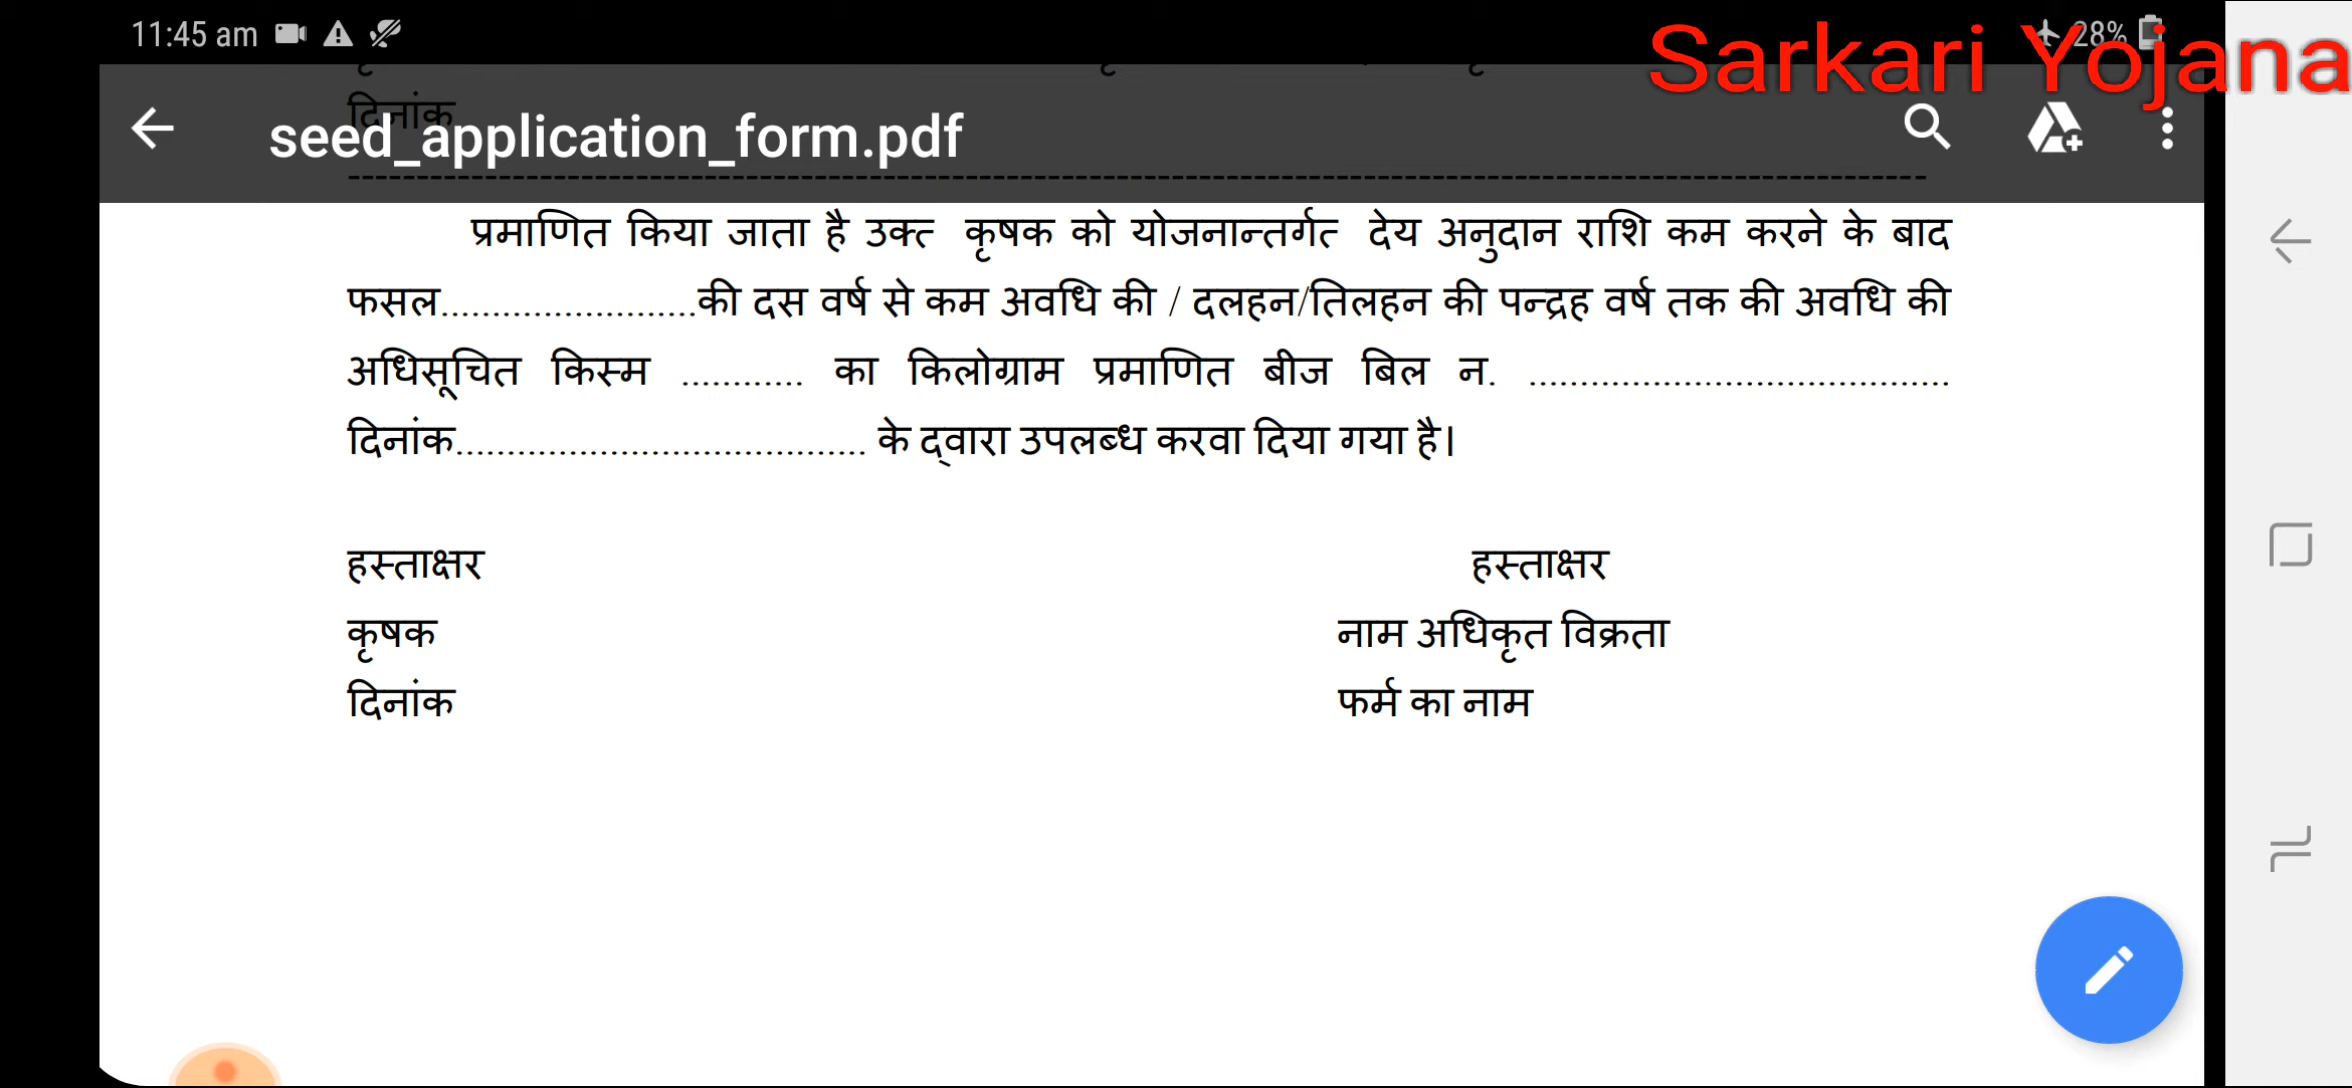 11:45 am
28%
Sarkari Yojana
दिनांक
seed_application_form.pdf
--------------------------------------------------------------------------------------------------------------------
प्रमाणित किया जाता है उक्त कृषक को योजनान्तर्गत देय अनुदान राशि कम करने के बाद
फसल.........................की दस वर्ष से कम अवधि की / दलहन/तिलहन की पन्द्रह वर्ष तक की अवधि की
अधिसूचित किस्म ............ का किलोग्राम प्रमाणित बीज बिल न. .........................................
दिनांक........................................ के द्वारा उपलब्ध करवा दिया गया है।
हस्ताक्षर हस्ताक्षर
कृषक नाम अधिकृत विक्रता
दिनांक फर्म का नाम